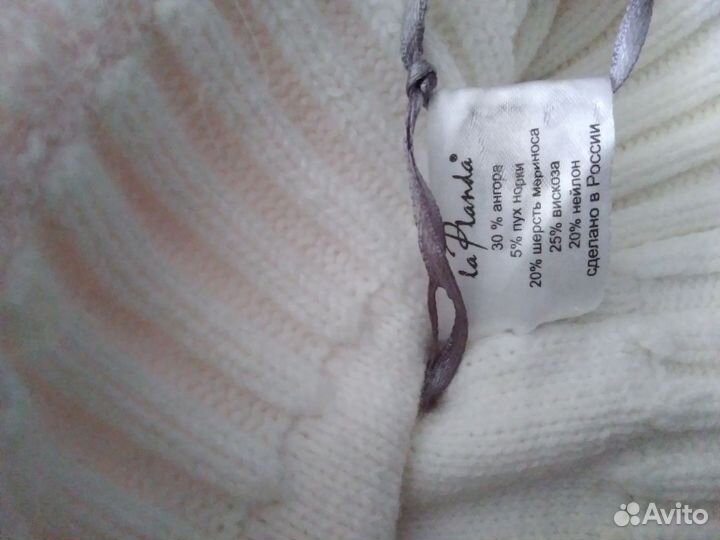 la Planda®
30 % ангора
5% пух норки
20% шерсть мериноса
25% вискоза
20% нейлон
сделано в России
Avito